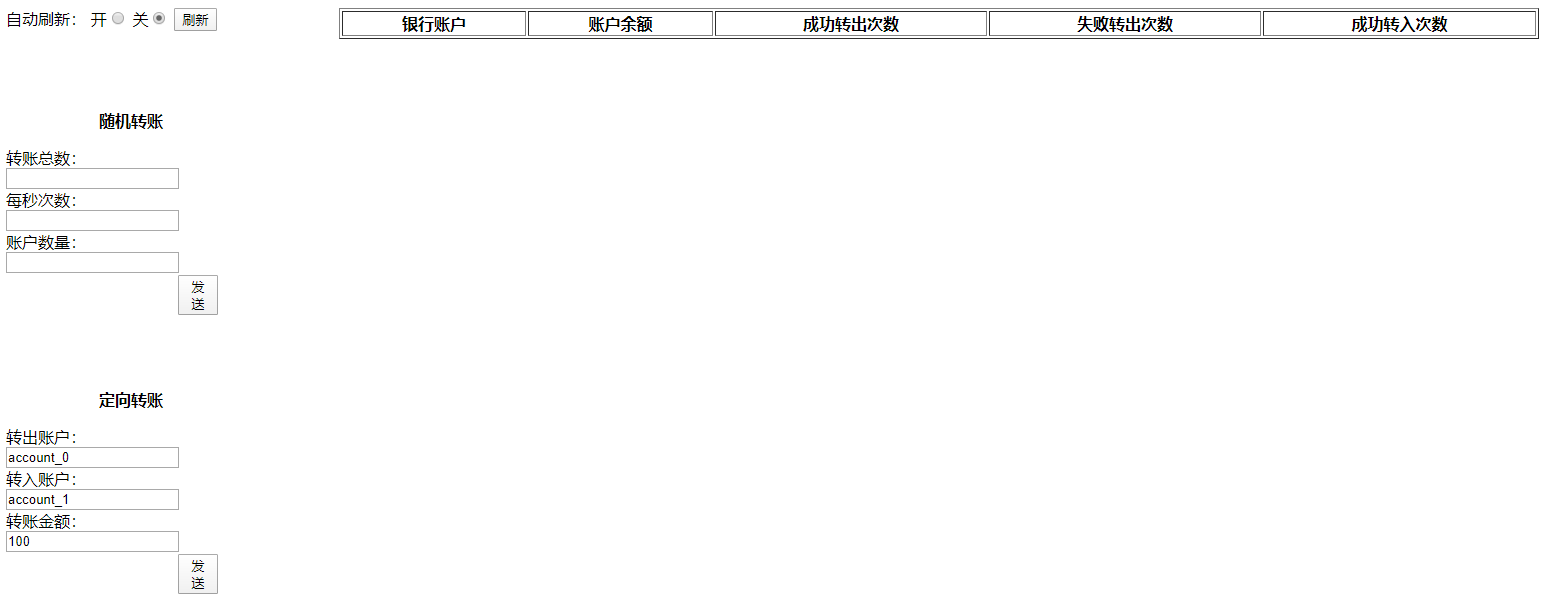 自动刷新： 开 关 刷新
银行账户 账户余额 成功转出次数 失败转出次数 成功转入次数
随机转账
转账总数：
每秒次数：
账户数量：
发
送
定向转账
转出账户：
account_0
转入账户：
account_1
转账金额：
100
发
送